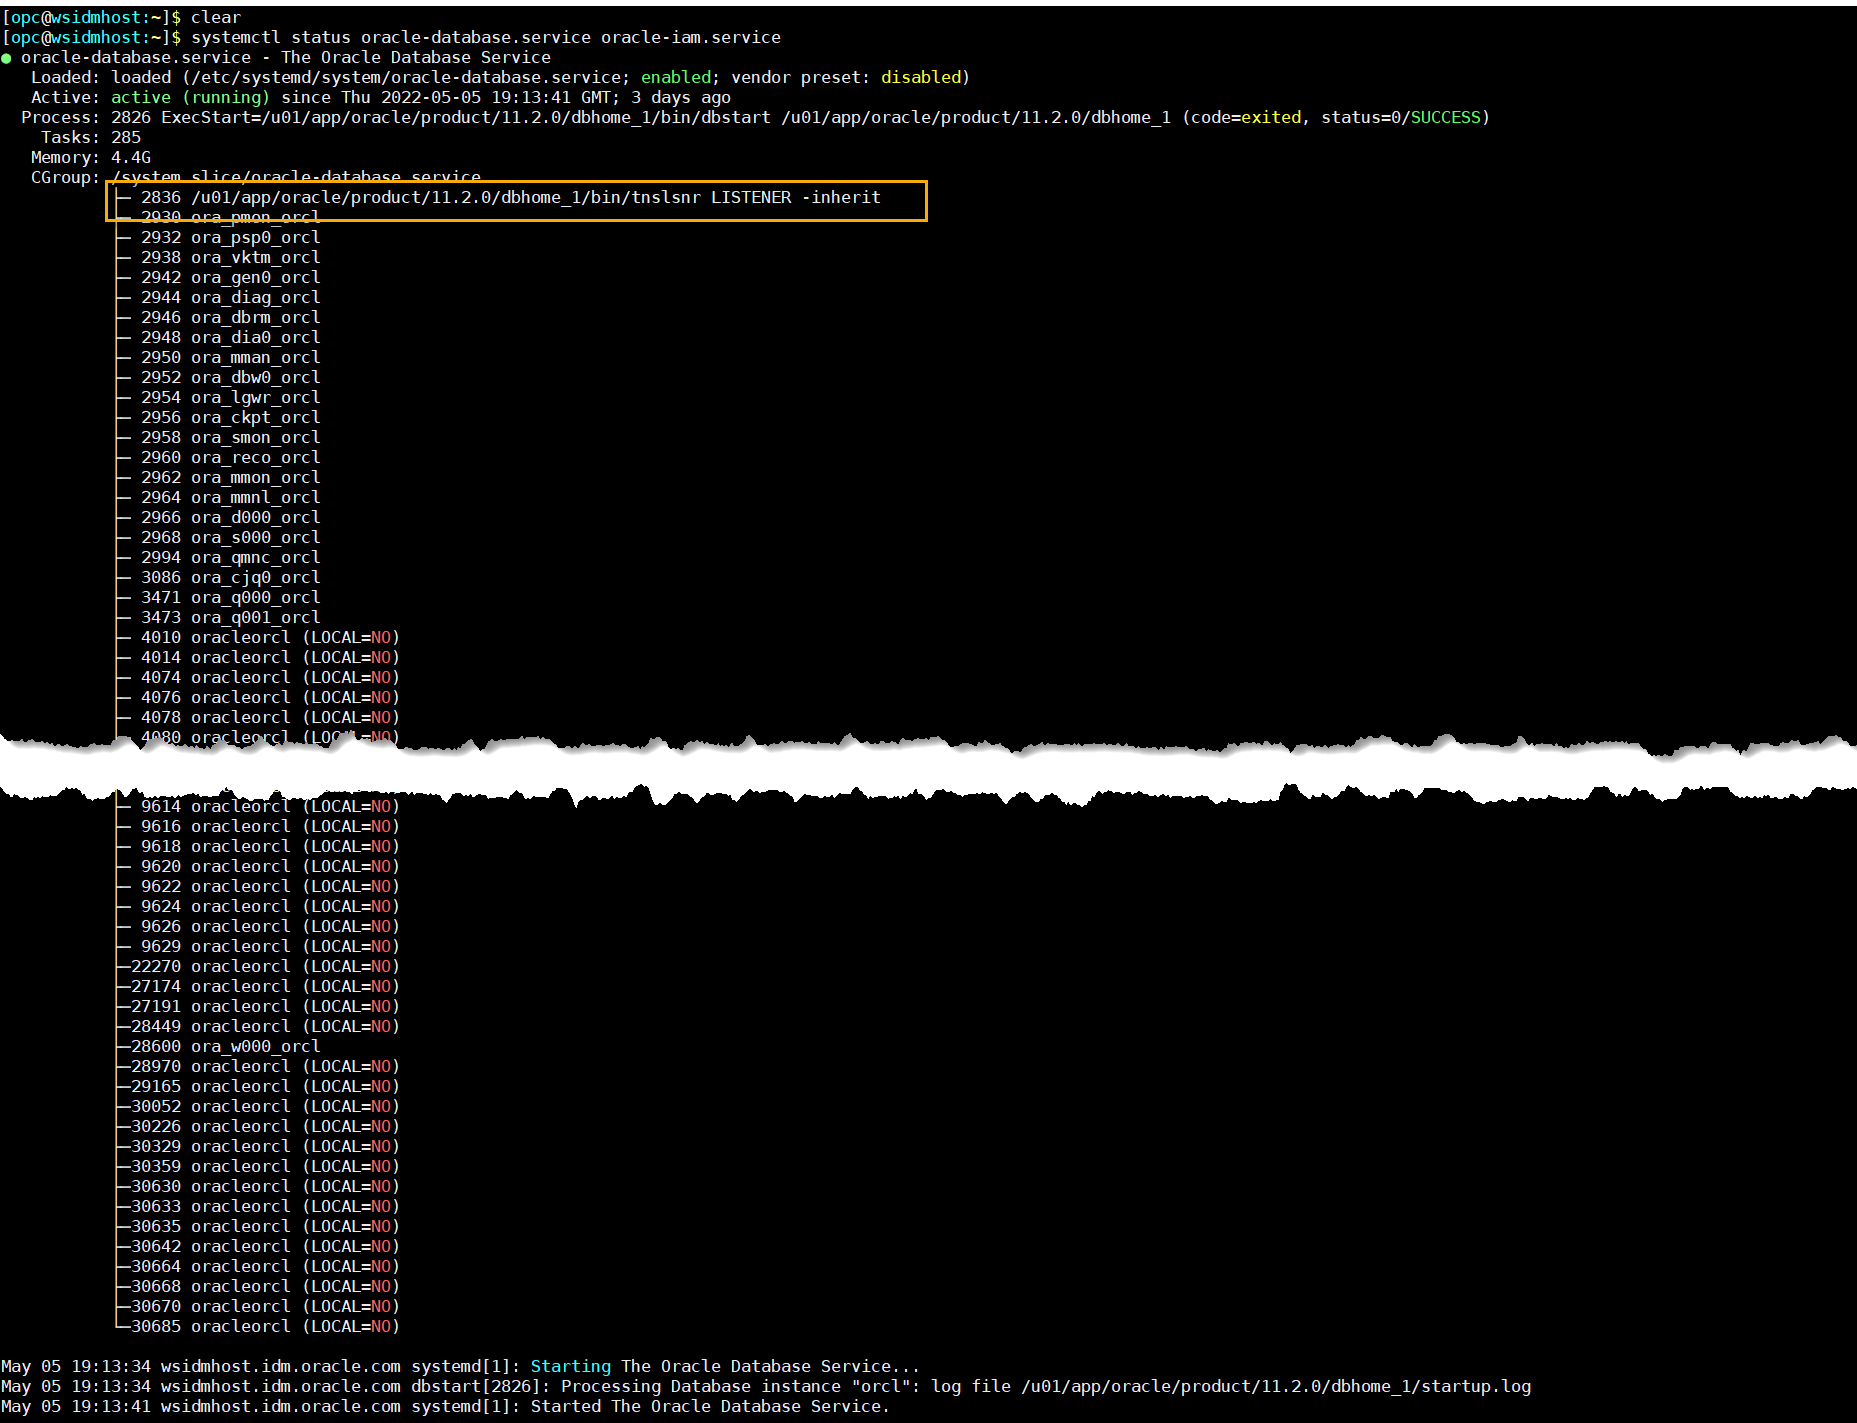 [opc@wsidmhost:~]$ clear
[opc@wsidmhost:~]$ systemctl status oracle-database.service oracle-iam.service
● oracle-database.service - The Oracle Database Service
   Loaded: loaded (/etc/systemd/system/oracle-database.service; enabled; vendor preset: disabled)
   Active: active (running) since Thu 2022-05-05 19:13:41 GMT; 3 days ago
  Process: 2826 ExecStart=/u01/app/oracle/product/11.2.0/dbhome_1/bin/dbstart /u01/app/oracle/product/11.2.0/dbhome_1 (code=exited, status=0/SUCCESS)
    Tasks: 285
   Memory: 4.4G
   CGroup: /system.slice/oracle-database.service
           ├─ 2836 /u01/app/oracle/product/11.2.0/dbhome_1/bin/tnslsnr LISTENER -inherit
           ├─ 2930 ora_pmon_orcl
           ├─ 2932 ora_psp0_orcl
           ├─ 2938 ora_vktm_orcl
           ├─ 2942 ora_gen0_orcl
           ├─ 2944 ora_diag_orcl
           ├─ 2946 ora_dbrm_orcl
           ├─ 2948 ora_dia0_orcl
           ├─ 2950 ora_mman_orcl
           ├─ 2952 ora_dbw0_orcl
           ├─ 2954 ora_lgwr_orcl
           ├─ 2956 ora_ckpt_orcl
           ├─ 2958 ora_smon_orcl
           ├─ 2960 ora_reco_orcl
           ├─ 2962 ora_mmon_orcl
           ├─ 2964 ora_mmnl_orcl
           ├─ 2966 ora_d000_orcl
           ├─ 2968 ora_s000_orcl
           ├─ 2994 ora_qmnc_orcl
           ├─ 3086 ora_cjq0_orcl
           ├─ 3471 ora_q000_orcl
           ├─ 3473 ora_q001_orcl
           ├─ 4010 oracleorcl (LOCAL=NO)
           ├─ 4014 oracleorcl (LOCAL=NO)
           ├─ 4074 oracleorcl (LOCAL=NO)
           ├─ 4076 oracleorcl (LOCAL=NO)
           ├─ 4078 oracleorcl (LOCAL=NO)
           ├─ 4080 oracleorcl (LOCAL=NO)
           ├─ 9614 oracleorcl (LOCAL=NO)
           ├─ 9616 oracleorcl (LOCAL=NO)
           ├─ 9618 oracleorcl (LOCAL=NO)
           ├─ 9620 oracleorcl (LOCAL=NO)
           ├─ 9622 oracleorcl (LOCAL=NO)
           ├─ 9624 oracleorcl (LOCAL=NO)
           ├─ 9626 oracleorcl (LOCAL=NO)
           ├─ 9629 oracleorcl (LOCAL=NO)
           ├─22270 oracleorcl (LOCAL=NO)
           ├─27174 oracleorcl (LOCAL=NO)
           ├─27191 oracleorcl (LOCAL=NO)
           ├─28449 oracleorcl (LOCAL=NO)
           ├─28600 ora_w000_orcl
           ├─28970 oracleorcl (LOCAL=NO)
           ├─29165 oracleorcl (LOCAL=NO)
           ├─30052 oracleorcl (LOCAL=NO)
           ├─30226 oracleorcl (LOCAL=NO)
           ├─30329 oracleorcl (LOCAL=NO)
           ├─30359 oracleorcl (LOCAL=NO)
           ├─30630 oracleorcl (LOCAL=NO)
           ├─30633 oracleorcl (LOCAL=NO)
           ├─30635 oracleorcl (LOCAL=NO)
           ├─30642 oracleorcl (LOCAL=NO)
           ├─30664 oracleorcl (LOCAL=NO)
           ├─30668 oracleorcl (LOCAL=NO)
           ├─30670 oracleorcl (LOCAL=NO)
           └─30685 oracleorcl (LOCAL=NO)
May 05 19:13:34 wsidmhost.idm.oracle.com systemd[1]: Starting The Oracle Database Service...
May 05 19:13:34 wsidmhost.idm.oracle.com dbstart[2826]: Processing Database instance "orcl": log file /u01/app/oracle/product/11.2.0/dbhome_1/startup.log
May 05 19:13:41 wsidmhost.idm.oracle.com systemd[1]: Started The Oracle Database Service.